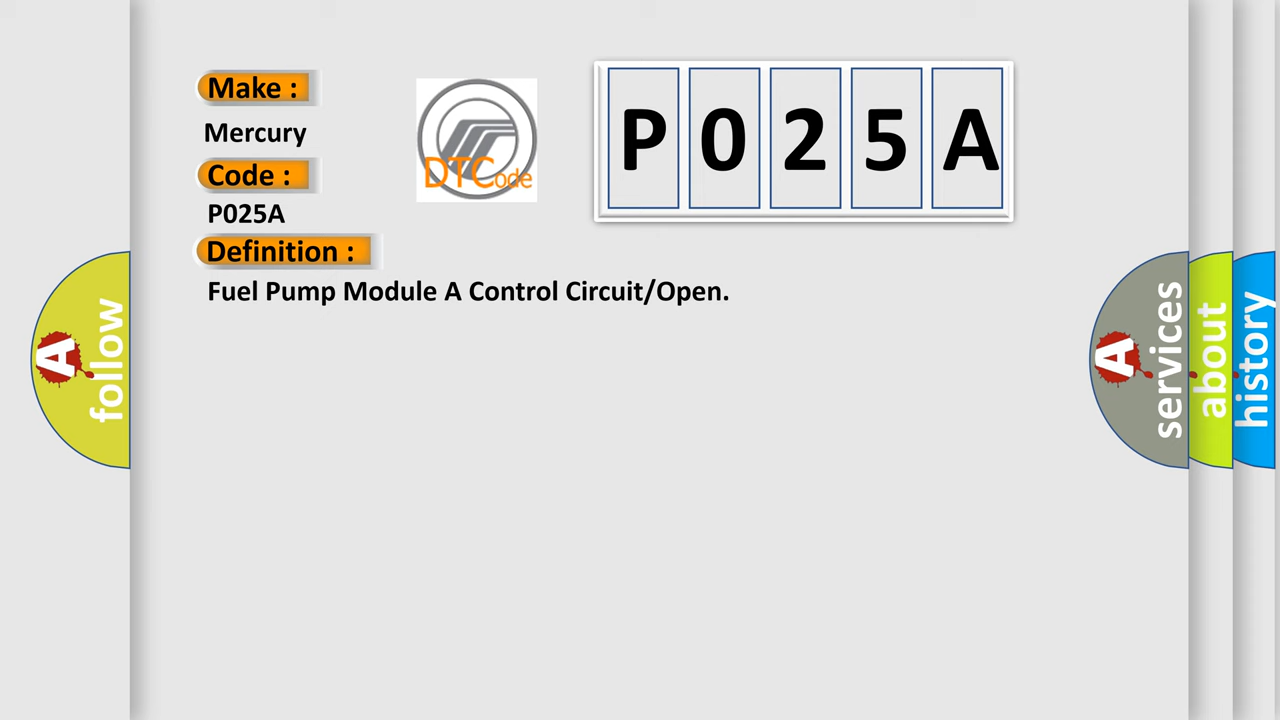 Make :
Mercury
Code :
P025A
Definition :
Fuel Pump Module A Control Circuit/Open.
DTCode
P 0 2 5 A
A follow
A services
about
history